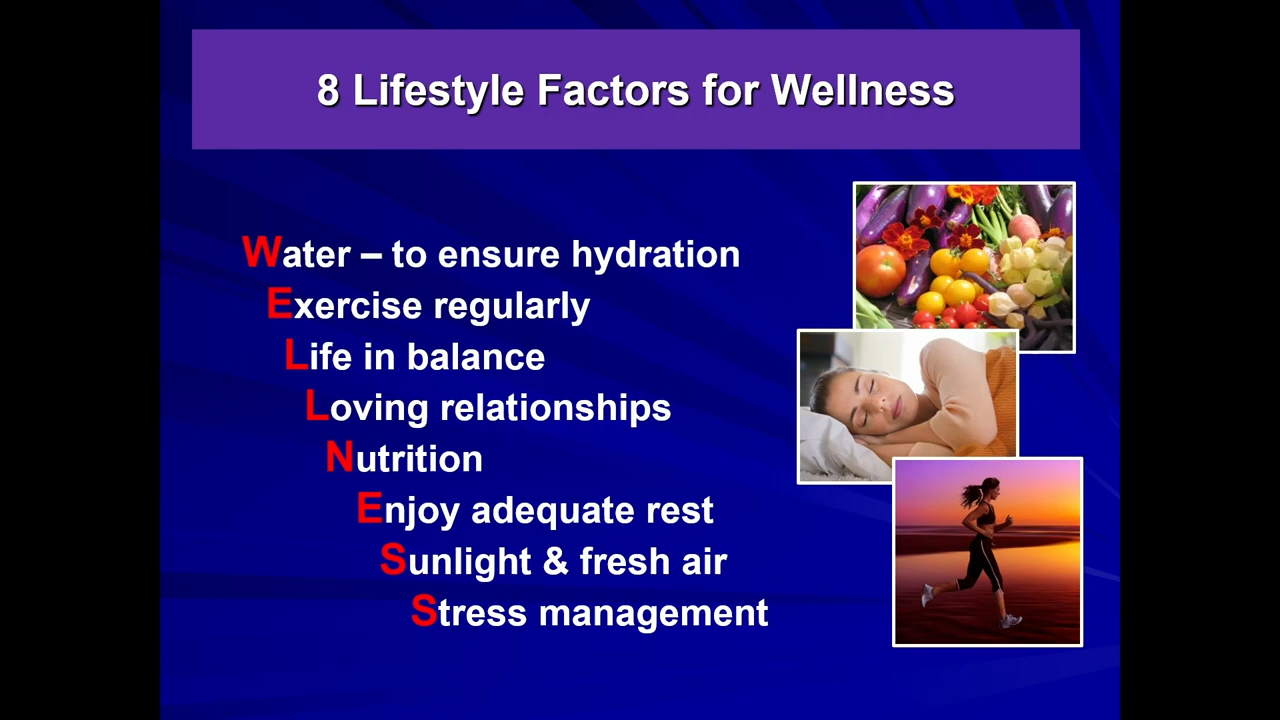 8 Lifestyle Factors for Wellness
Water – to ensure hydration
Exercise regularly
Life in balance
Loving relationships
Nutrition
Enjoy adequate rest
Sunlight & fresh air
Stress management